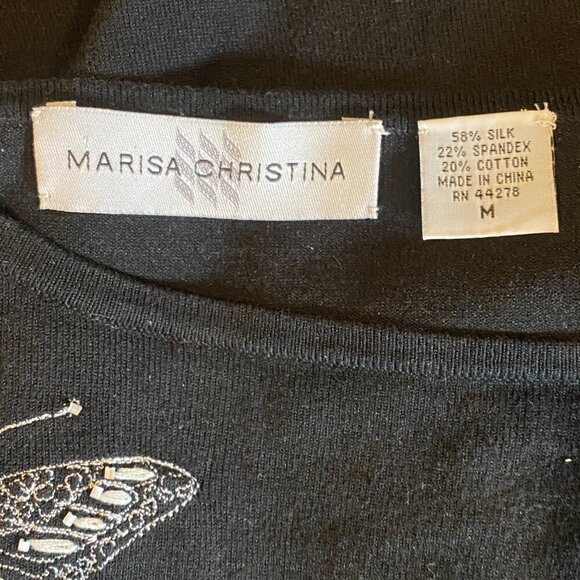 MARISA CHRISTINA
58% SILK
22% SPANDEX
20% COTTON
MADE IN CHINA
RN 44278
M